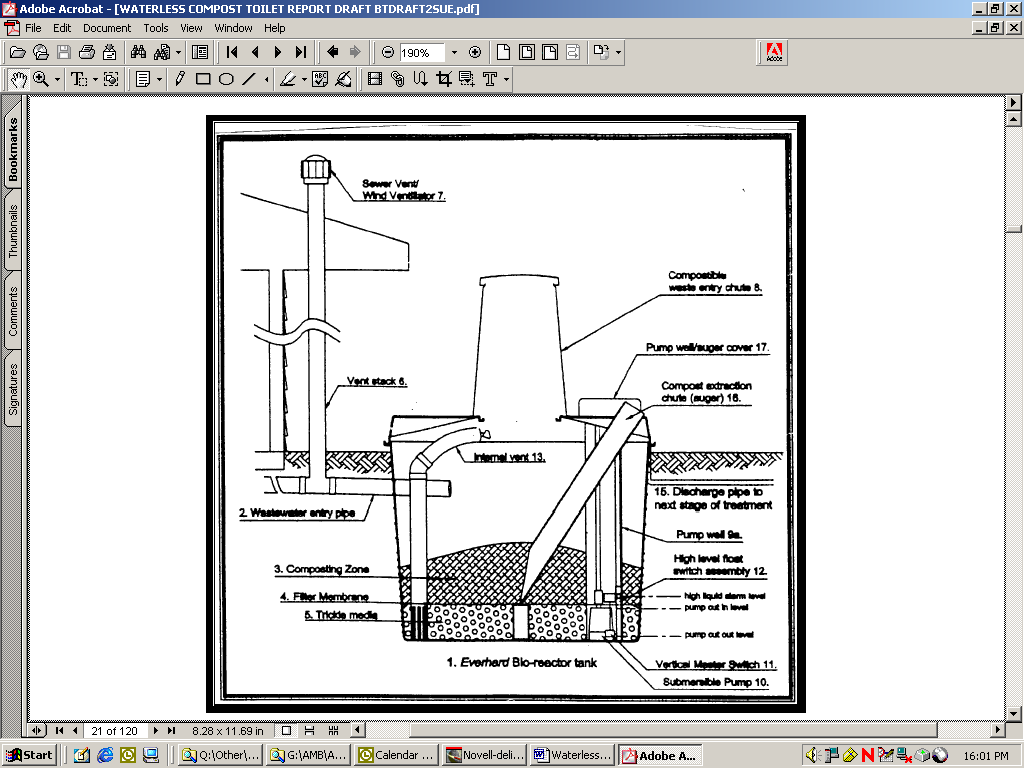 Adobe Acrobat - [WATERLESS COMPOST TOILET REPORT DRAFT BTDRAFT2SUE.pdf]
File Edit Document Tools View Window Help
190%
Adobe
Bookmarks
Thumbnails
Comments
Signatures
Sewer Vent/
Wind Ventilator 7.
Compostible
waste entry chute 8.
Pump well/auger cover 17.
Vent stack 6.
Compost extraction
chute (auger) 16.
Internal vent 13.
15. Discharge pipe to
next stage of treatment
2. Wastewater entry pipe
Pump well 9a.
High level float
switch assembly 12.
3. Composting Zone
4. Filter Membrane
high liquid alarm level
pump cut in level
5. Trickle media
pump cut out level
1. Everhard Bio-reactor tank
Vertical Master Switch 11.
Submersible Pump 10.
21 of 120 8.28 x 11.69 in
Start Q:\Other\... G:\AMB\A... Calendar ... Novell-deli... Waterless... Adobe A... 16:01 PM